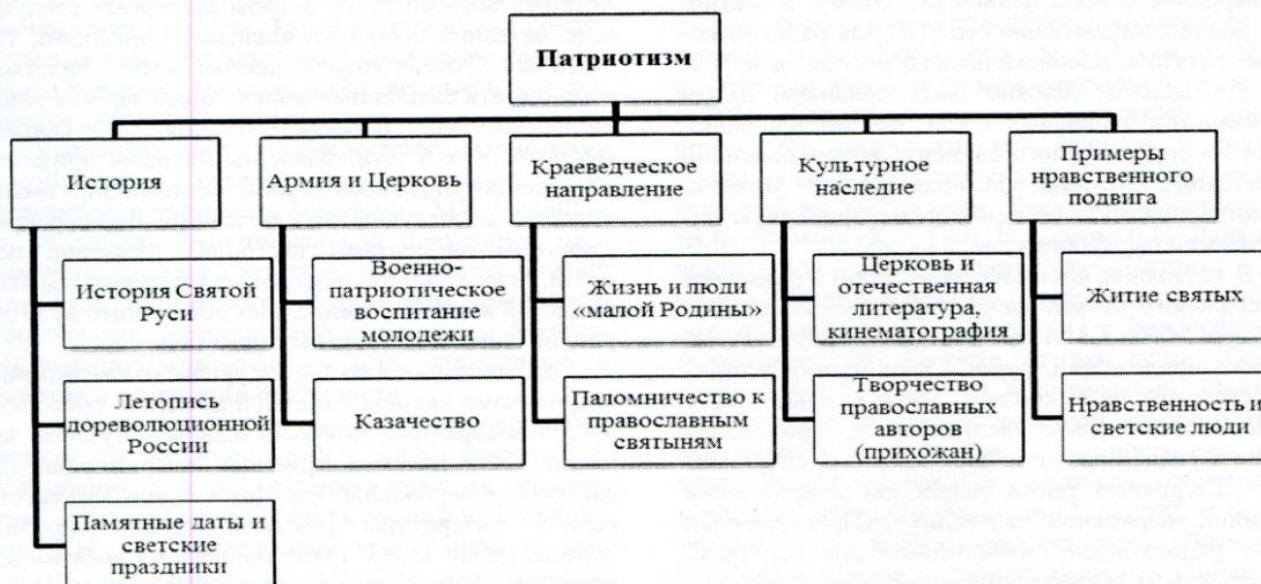 Патриотизм
История
Армия и Церковь
Краеведческое
направление
Культур-
наследие
Примеры
нравственного
подвига
История Святой
Руси
Военно-
патриотическое
воспитание
молодежи
Жизнь и люди
«малой Родины»
Церковь и
отечественная
литература,
кинематография
Житие святых
Летопись
дореволюционной
России
Казачество
Паломничество к
православным
святыням
Творчество
православных
авторов
(прихожан)
Нравственность и
светские люди
Памятные даты и
светские
праздники